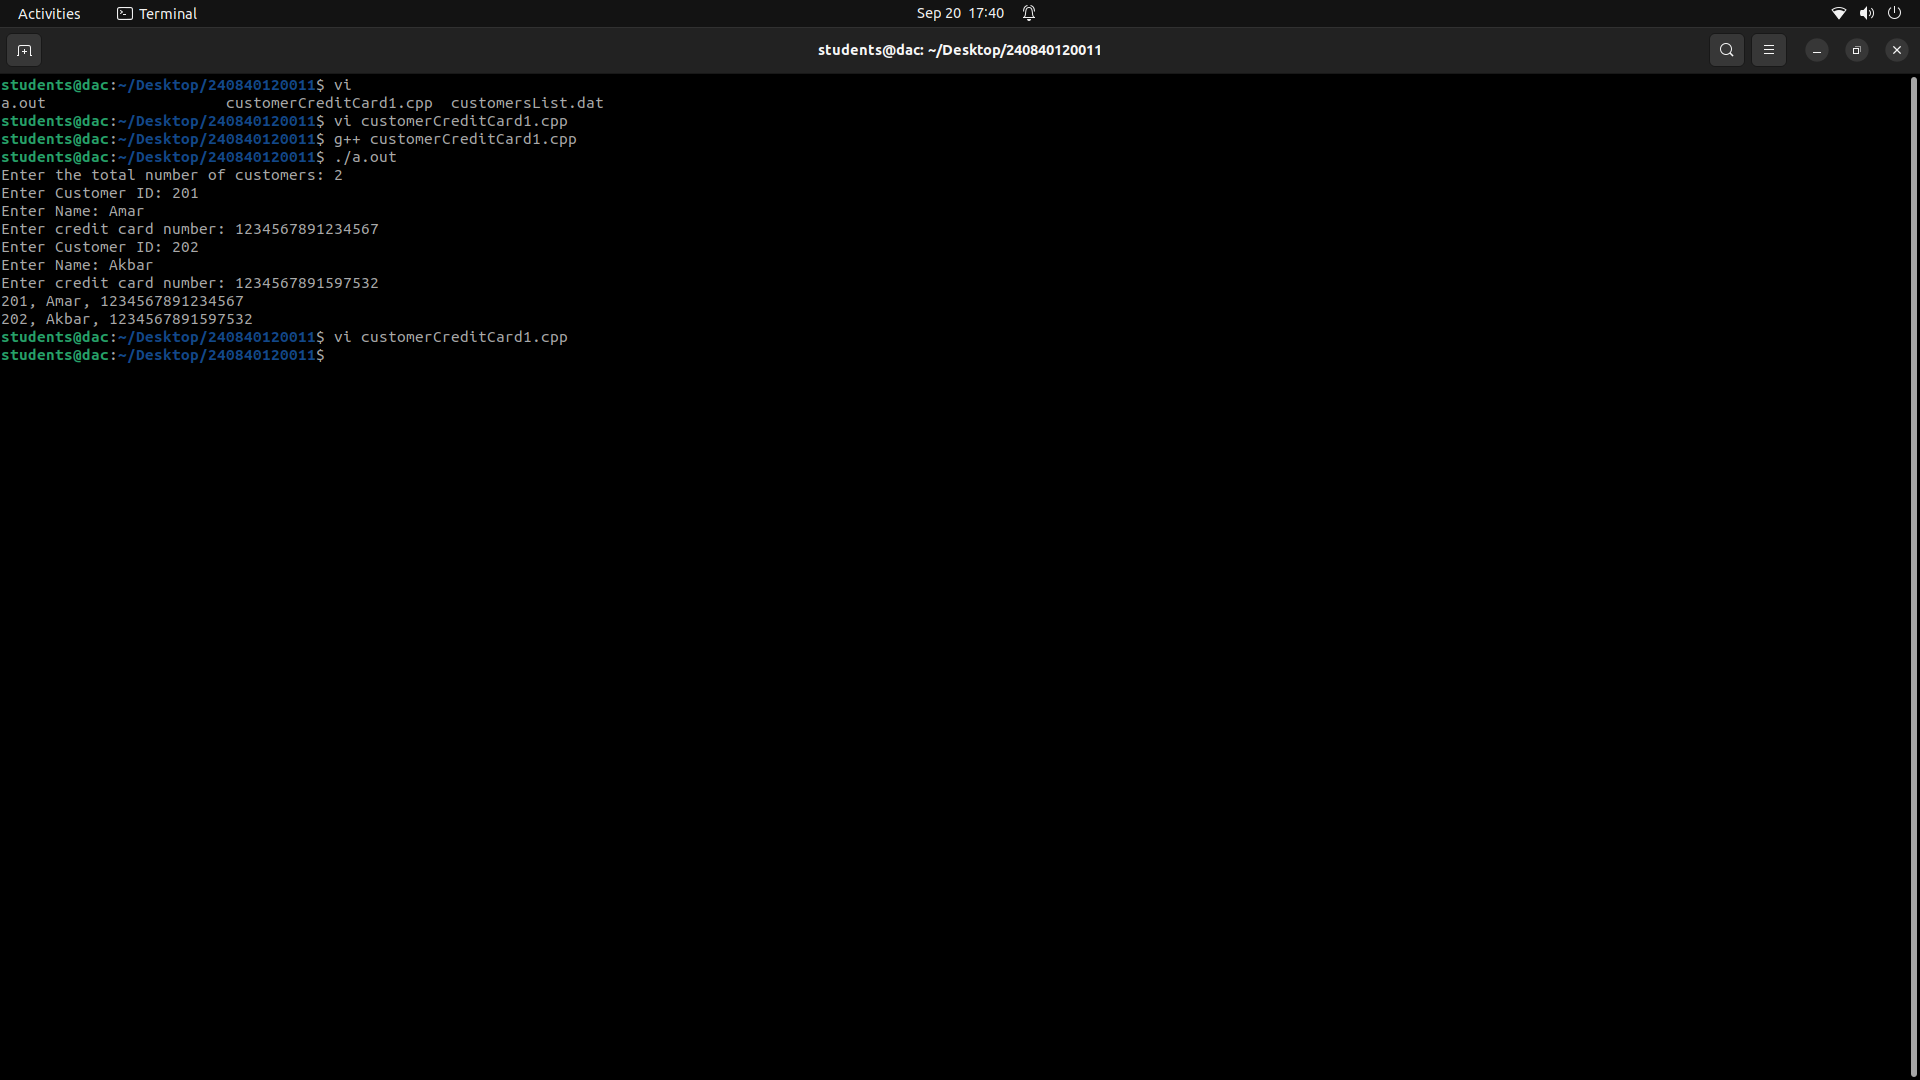 Activities Terminal Sep 20 17:40
students@dac: ~/Desktop/240840120011
students@dac:~/Desktop/240840120011$ vi
a.out customerCreditCard1.cpp customersList.dat
students@dac:~/Desktop/240840120011$ vi customerCreditCard1.cpp
students@dac:~/Desktop/240840120011$ g++ customerCreditCard1.cpp
students@dac:~/Desktop/240840120011$ ./a.out
Enter the total number of customers: 2
Enter Customer ID: 201
Enter Name: Amar
Enter credit card number: 1234567891234567
Enter Customer ID: 202
Enter Name: Akbar
Enter credit card number: 1234567891597532
201, Amar, 1234567891234567
202, Akbar, 1234567891597532
students@dac:~/Desktop/240840120011$ vi customerCreditCard1.cpp
students@dac:~/Desktop/240840120011$